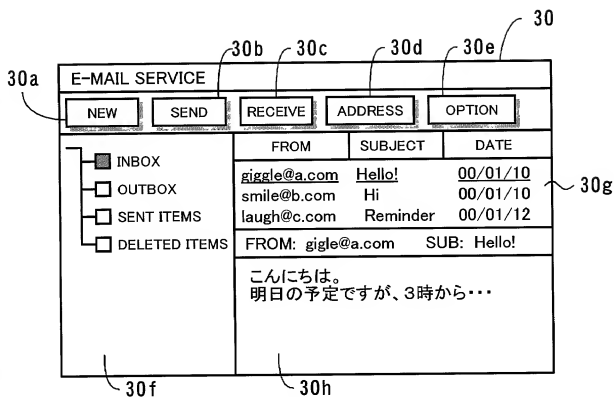 30
30b 30c 30d 30e
30a
E-MAIL SERVICE
NEW SEND RECEIVE ADDRESS OPTION
FROM SUBJECT DATE
INBOX
OUTBOX
SENT ITEMS
DELETED ITEMS
giggle@a.com Hello! 00/01/10
smile@b.com Hi 00/01/10
laugh@c.com Reminder 00/01/12
30g
FROM: gigle@a.com SUB: Hello!
こんにちは。
明日の予定ですが、3時から・・・
30f 30h